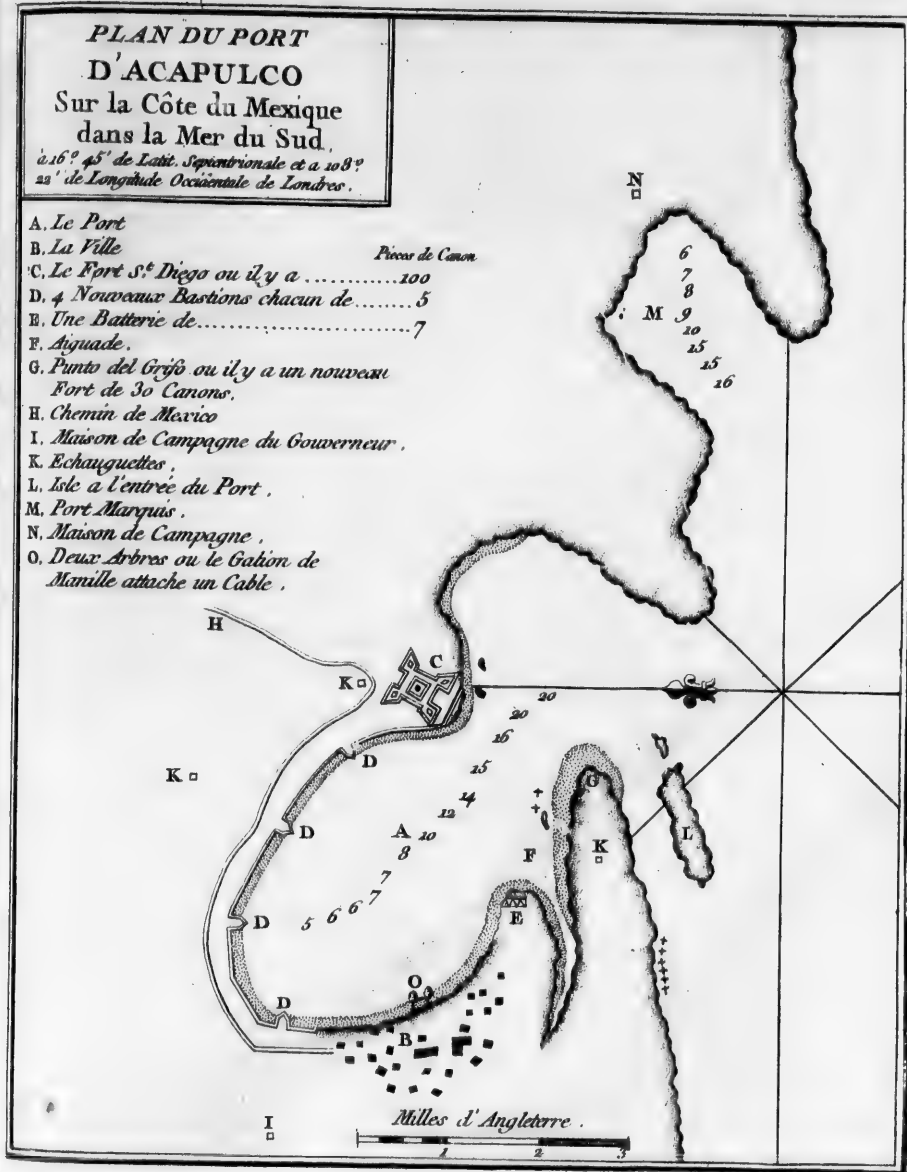 PLAN DU PORT
D'ACAPULCO
Sur la Côte du Mexique
dans la Mer du Sud,
à 16.º 45' de Latit. Septentrionale et a 108.º
22' de Longitude Occidentale de Londres.
A. Le Port
B. La Ville
Pieces de Canon
C. Le Fort S.t Diego ou il y a ............ 100
D. 4 Nouveaux Bastions chacun de ....... 5
E. Une Batterie de ........................... 7
F. Aiguade.
G. Punto del Grifo ou il y a un nouveau
Fort de 30 Canons.
H. Chemin de Mexico
I. Maison de Campagne du Gouverneur.
K. Echauguettes.
L. Isle a l'entrée du Port.
M. Port Marquis.
N. Maison de Campagne.
O. Deux Arbres ou le Galion de
Manille attache un Cable.
N
6
7
8
M 9
10
15
15
16
H
C
K
20
20
16
D
15
K
14
G
12
D
A 10
L
8
F
K
7
7
E
6
6
5
D
O
D
B
I
Milles d'Angleterre.
1 2 3